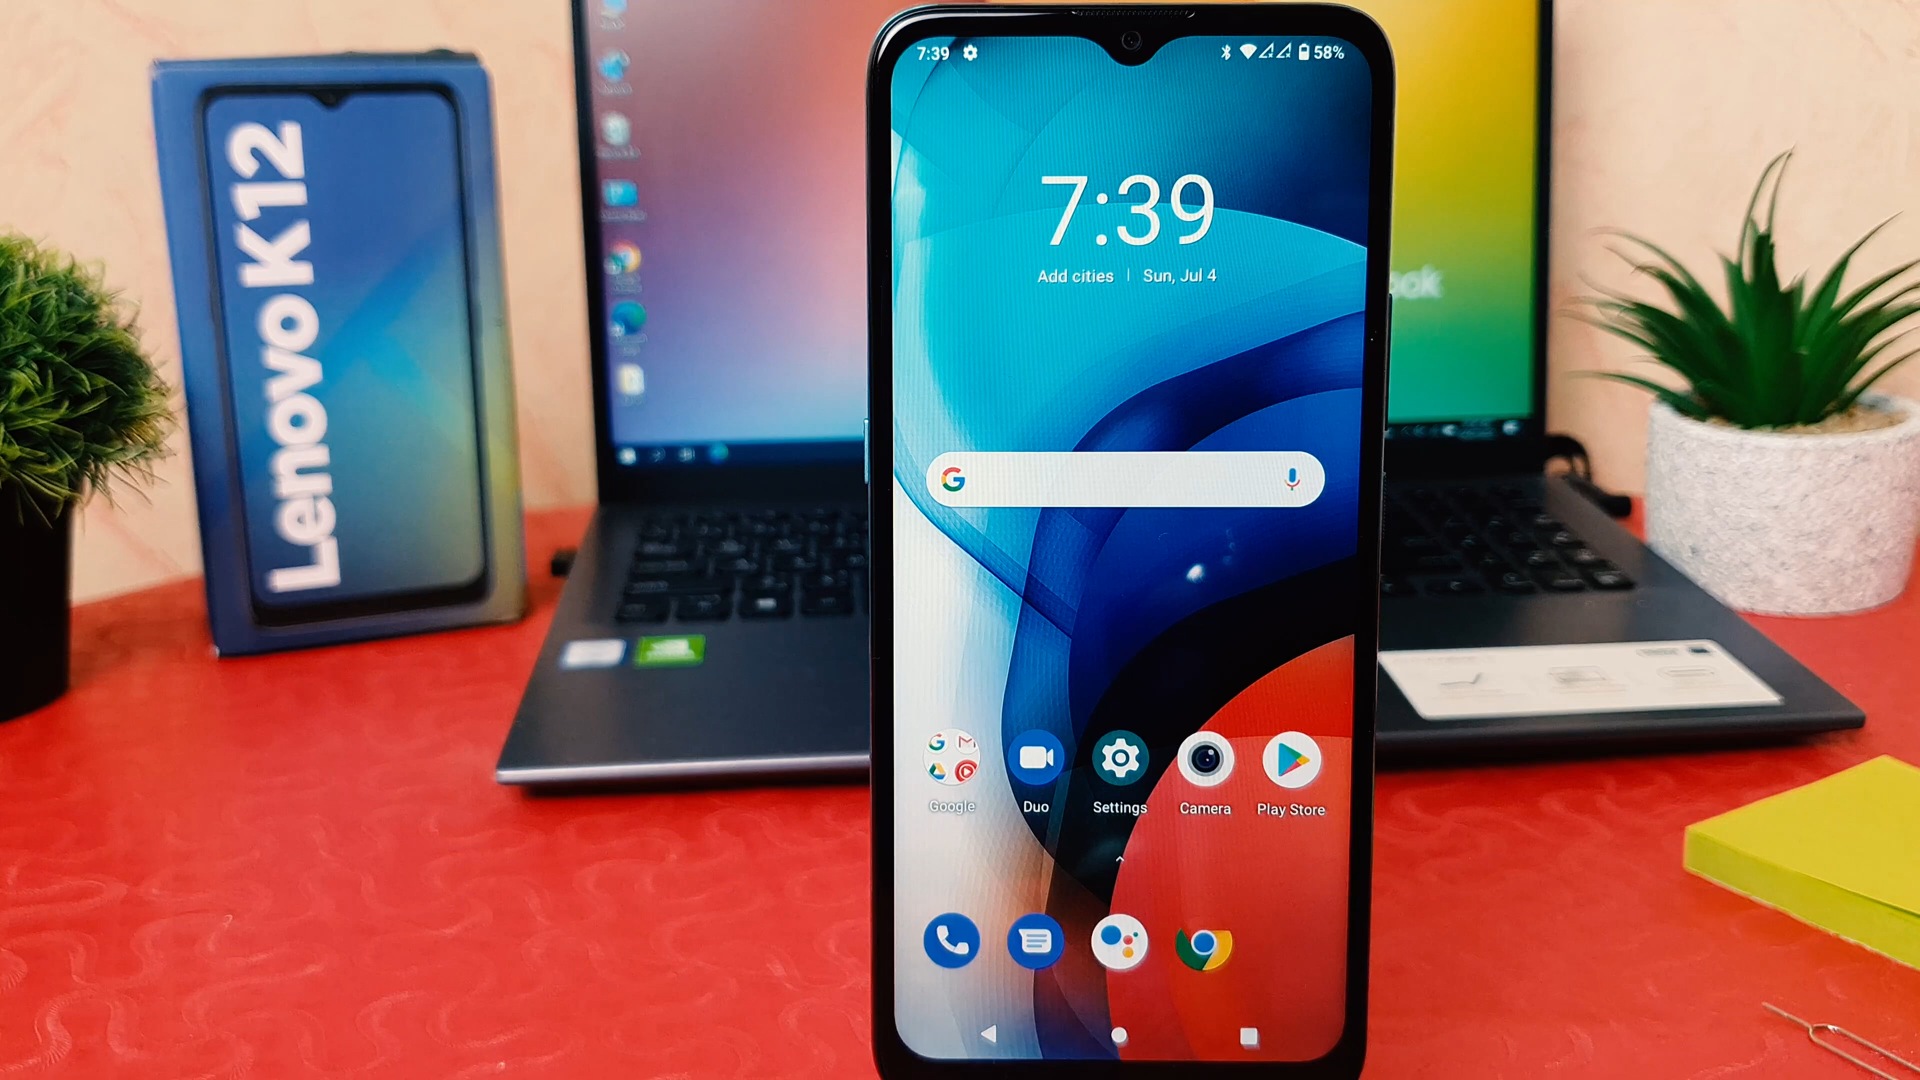 Lenovo K12
7:39
58%
7:39
Add cities | Sun, Jul 4
Google
Duo
Settings
Camera
Play Store